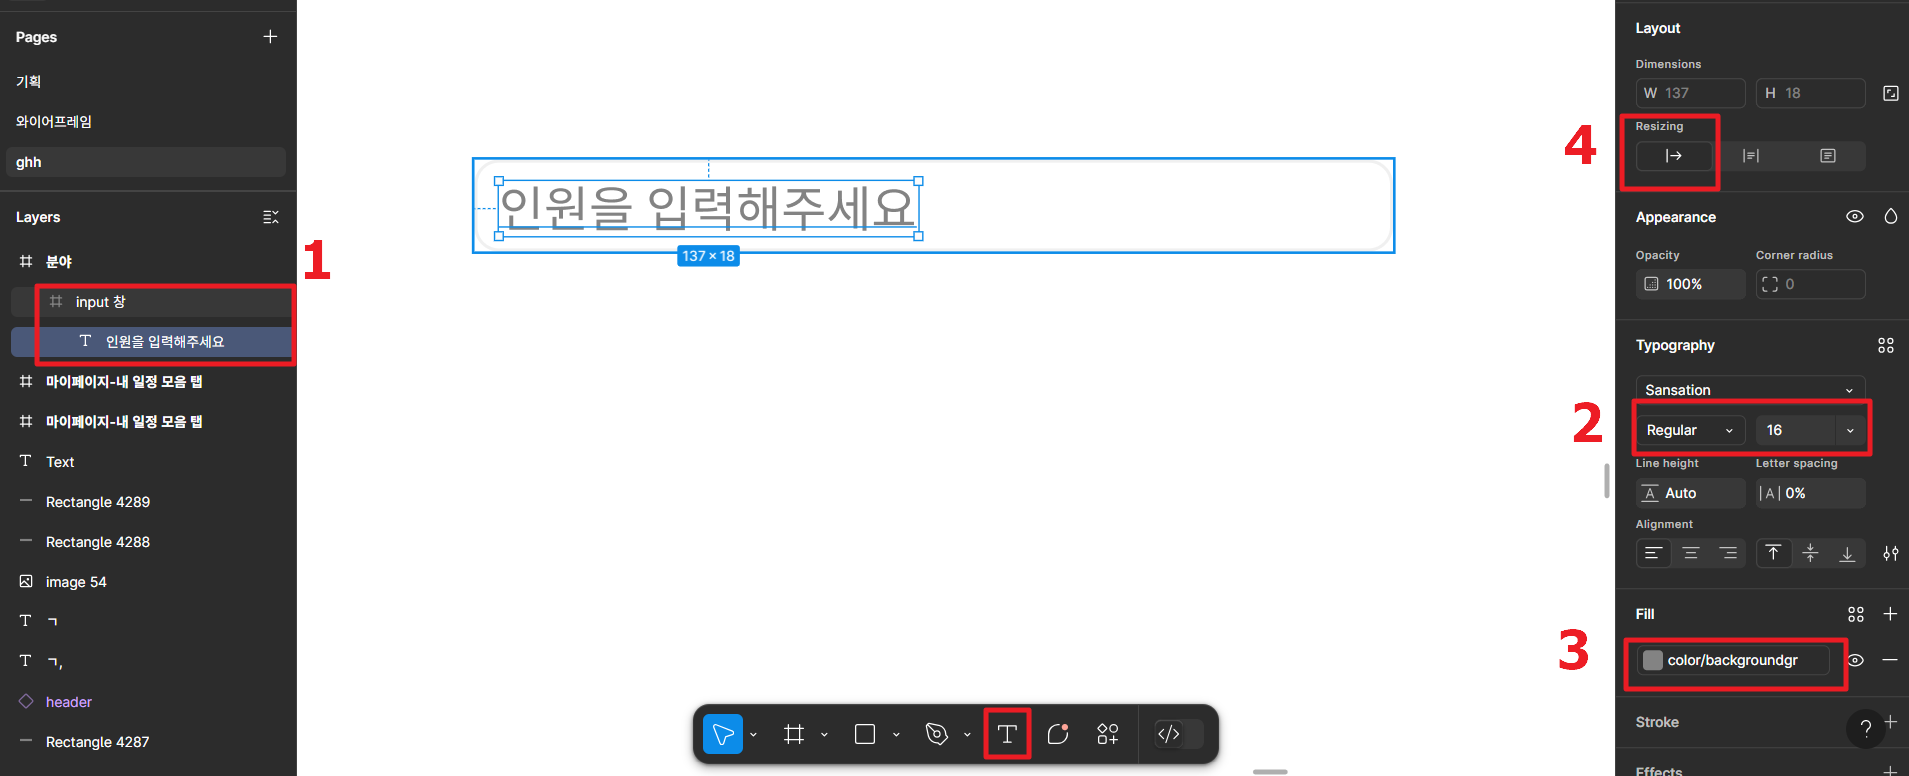 Pages
기획
와이어프레임
ghh
Layers
분야
input 창
인원을 입력해주세요
마이페이지-내 일정 모음 탭
마이페이지-내 일정 모음 탭
Text
Rectangle 4289
Rectangle 4288
image 54
ㄱ
ㄱ,
header
Rectangle 4287
1
인원을 입력해주세요
137 × 18
Layout
Dimensions
W 137 H 18
4
Resizing
Appearance
Opacity Corner radius
100% 0
Typography
Sansation
2
Regular 16
Line height Letter spacing
Auto 0%
Alignment
Fill
3
color/backgroundgr
Stroke
?
Effects